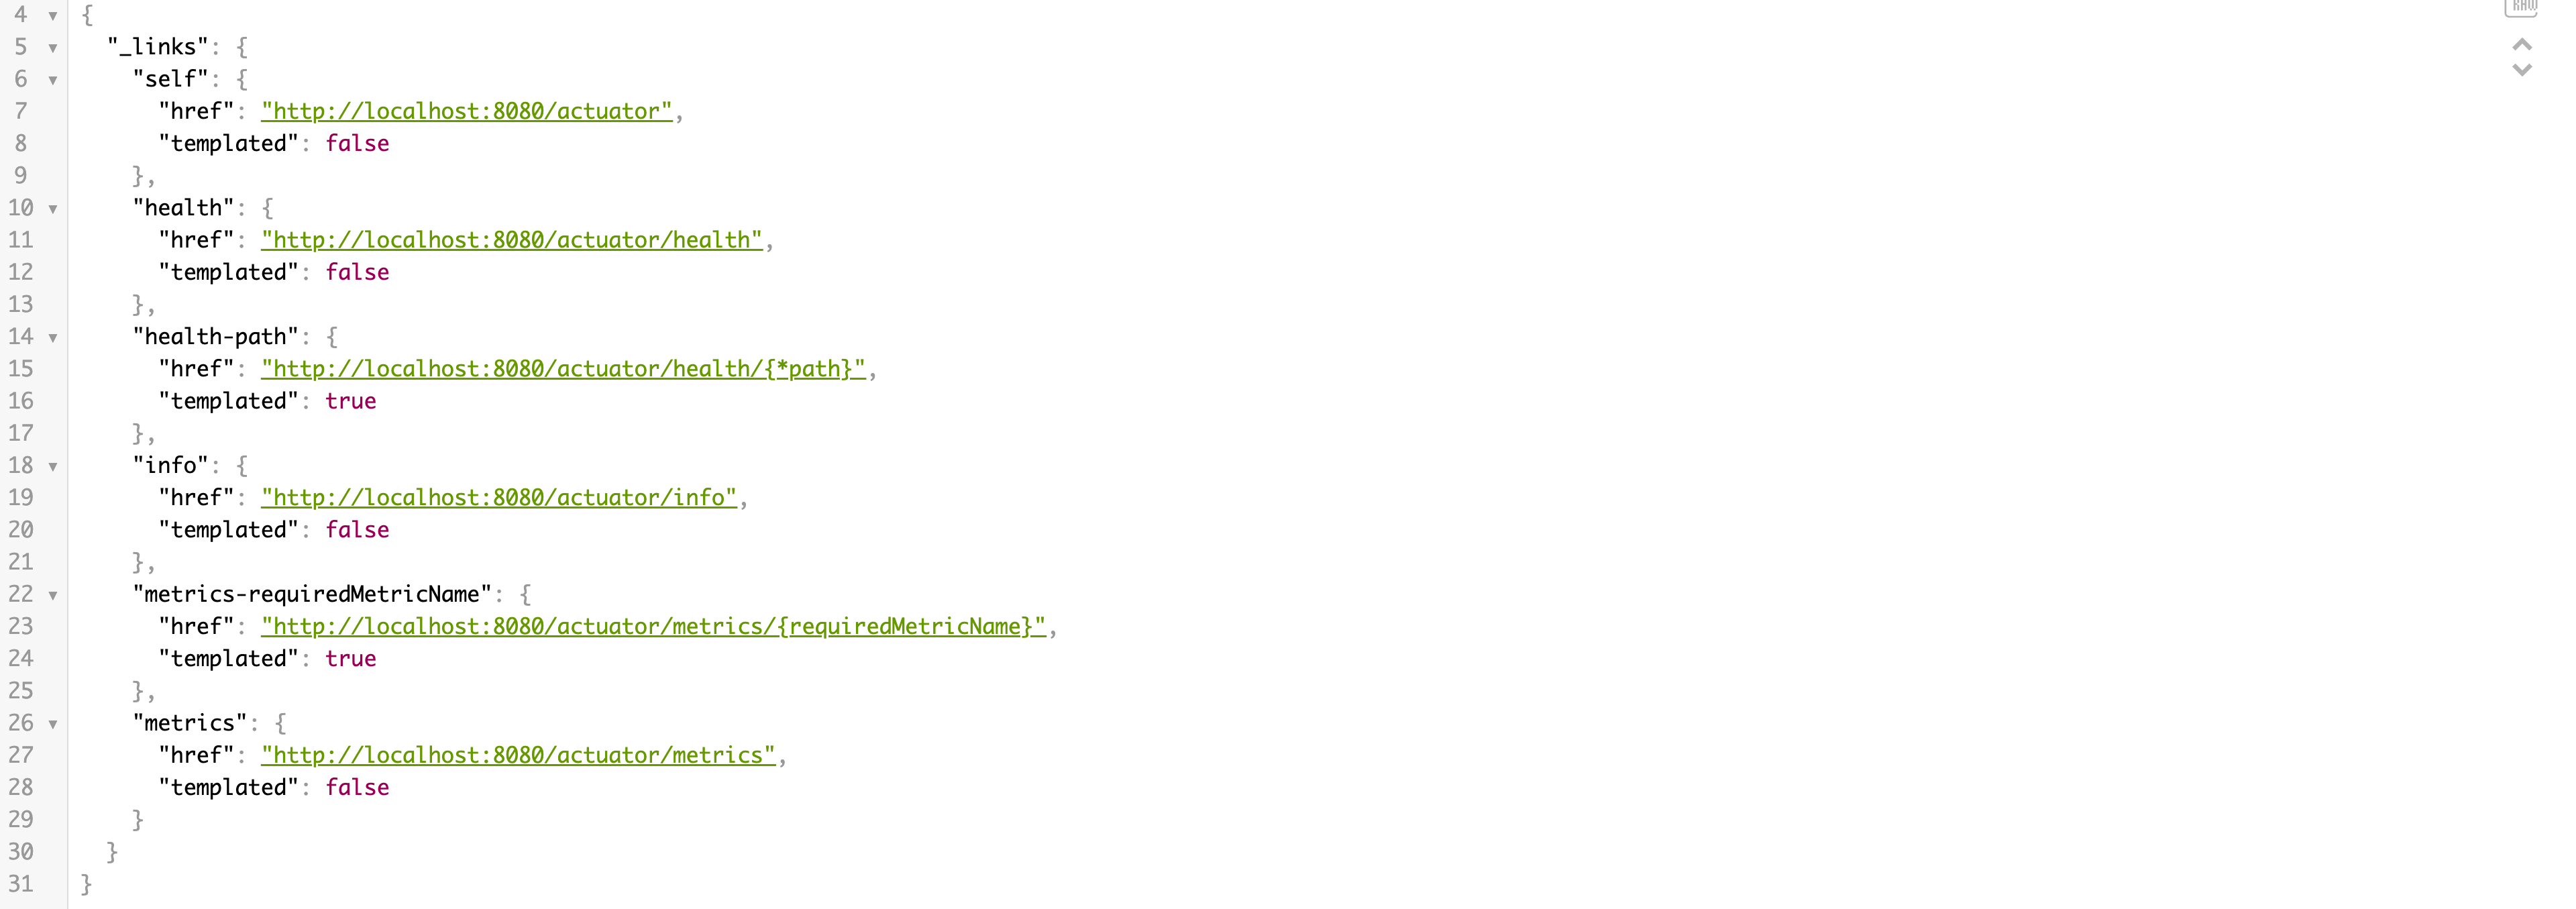 RAW
4 ▾ {
5 ▾ "_links": {
6 ▾ "self": {
7 "href": "http://localhost:8080/actuator",
8 "templated": false
9 },
10 ▾ "health": {
11 "href": "http://localhost:8080/actuator/health",
12 "templated": false
13 },
14 ▾ "health-path": {
15 "href": "http://localhost:8080/actuator/health/{*path}",
16 "templated": true
17 },
18 ▾ "info": {
19 "href": "http://localhost:8080/actuator/info",
20 "templated": false
21 },
22 ▾ "metrics-requiredMetricName": {
23 "href": "http://localhost:8080/actuator/metrics/{requiredMetricName}",
24 "templated": true
25 },
26 ▾ "metrics": {
27 "href": "http://localhost:8080/actuator/metrics",
28 "templated": false
29 }
30 }
31 }